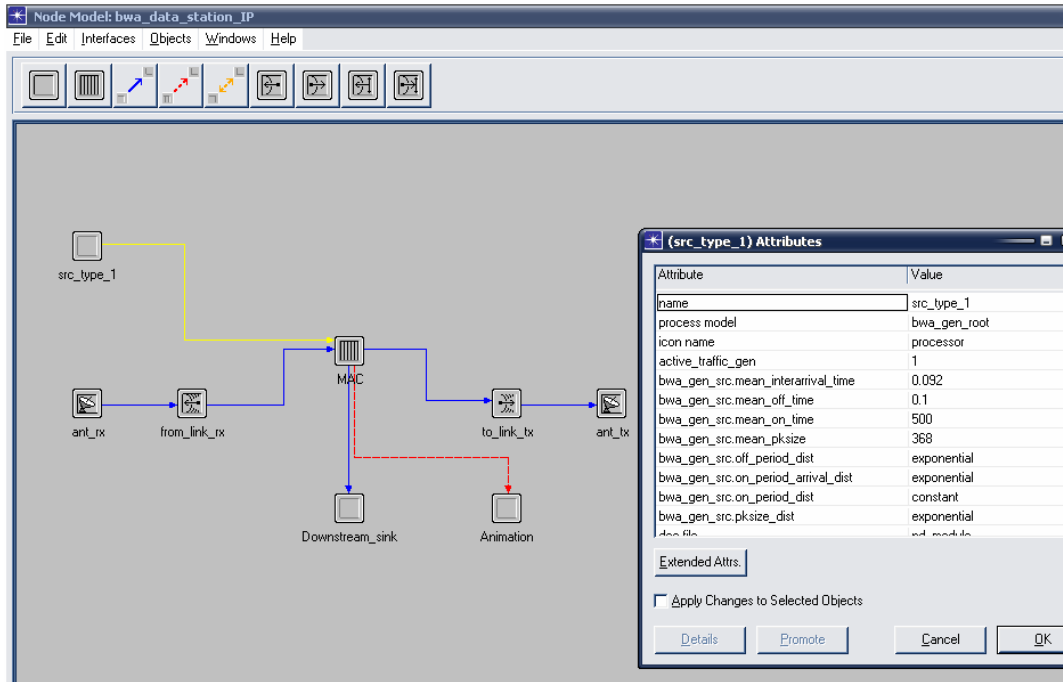 Node Model: bwa_data_station_IP
File Edit Interfaces Objects Windows Help
src_type_1
MAC
ant_rx from_link_rx to_link_tx ant_tx
Downstream_sink Animation
(src_type_1) Attributes
Attribute Value
name src_type_1
process model bwa_gen_root
icon name processor
active_traffic_gen 1
bwa_gen_src.mean_interarrival_time 0.092
bwa_gen_src.mean_off_time 0.1
bwa_gen_src.mean_on_time 500
bwa_gen_src.mean_pksize 368
bwa_gen_src.off_period_dist exponential
bwa_gen_src.on_period_arrival_dist exponential
bwa_gen_src.on_period_dist constant
bwa_gen_src.pksize_dist exponential
Extended Attrs.
Apply Changes to Selected Objects
Details Promote Cancel OK